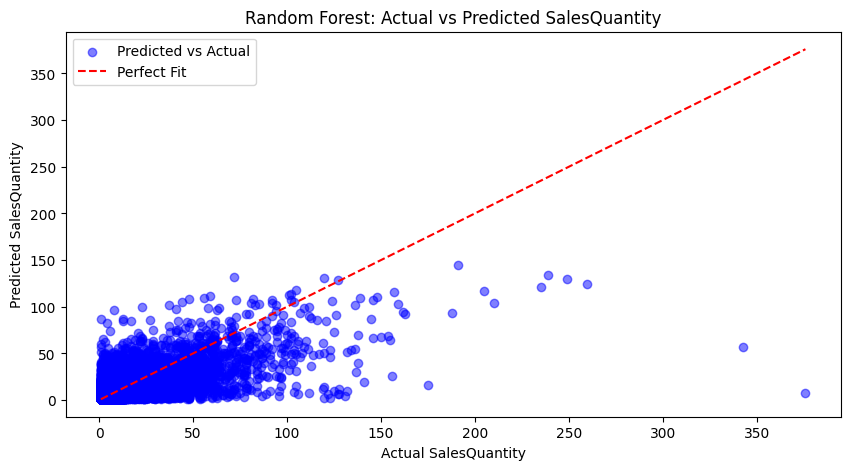 Random Forest: Actual vs Predicted SalesQuantity
Predicted vs Actual
Perfect Fit
Predicted SalesQuantity
350
300
250
200
150
100
50
0
0 50 100 150 200 250 300 350
Actual SalesQuantity